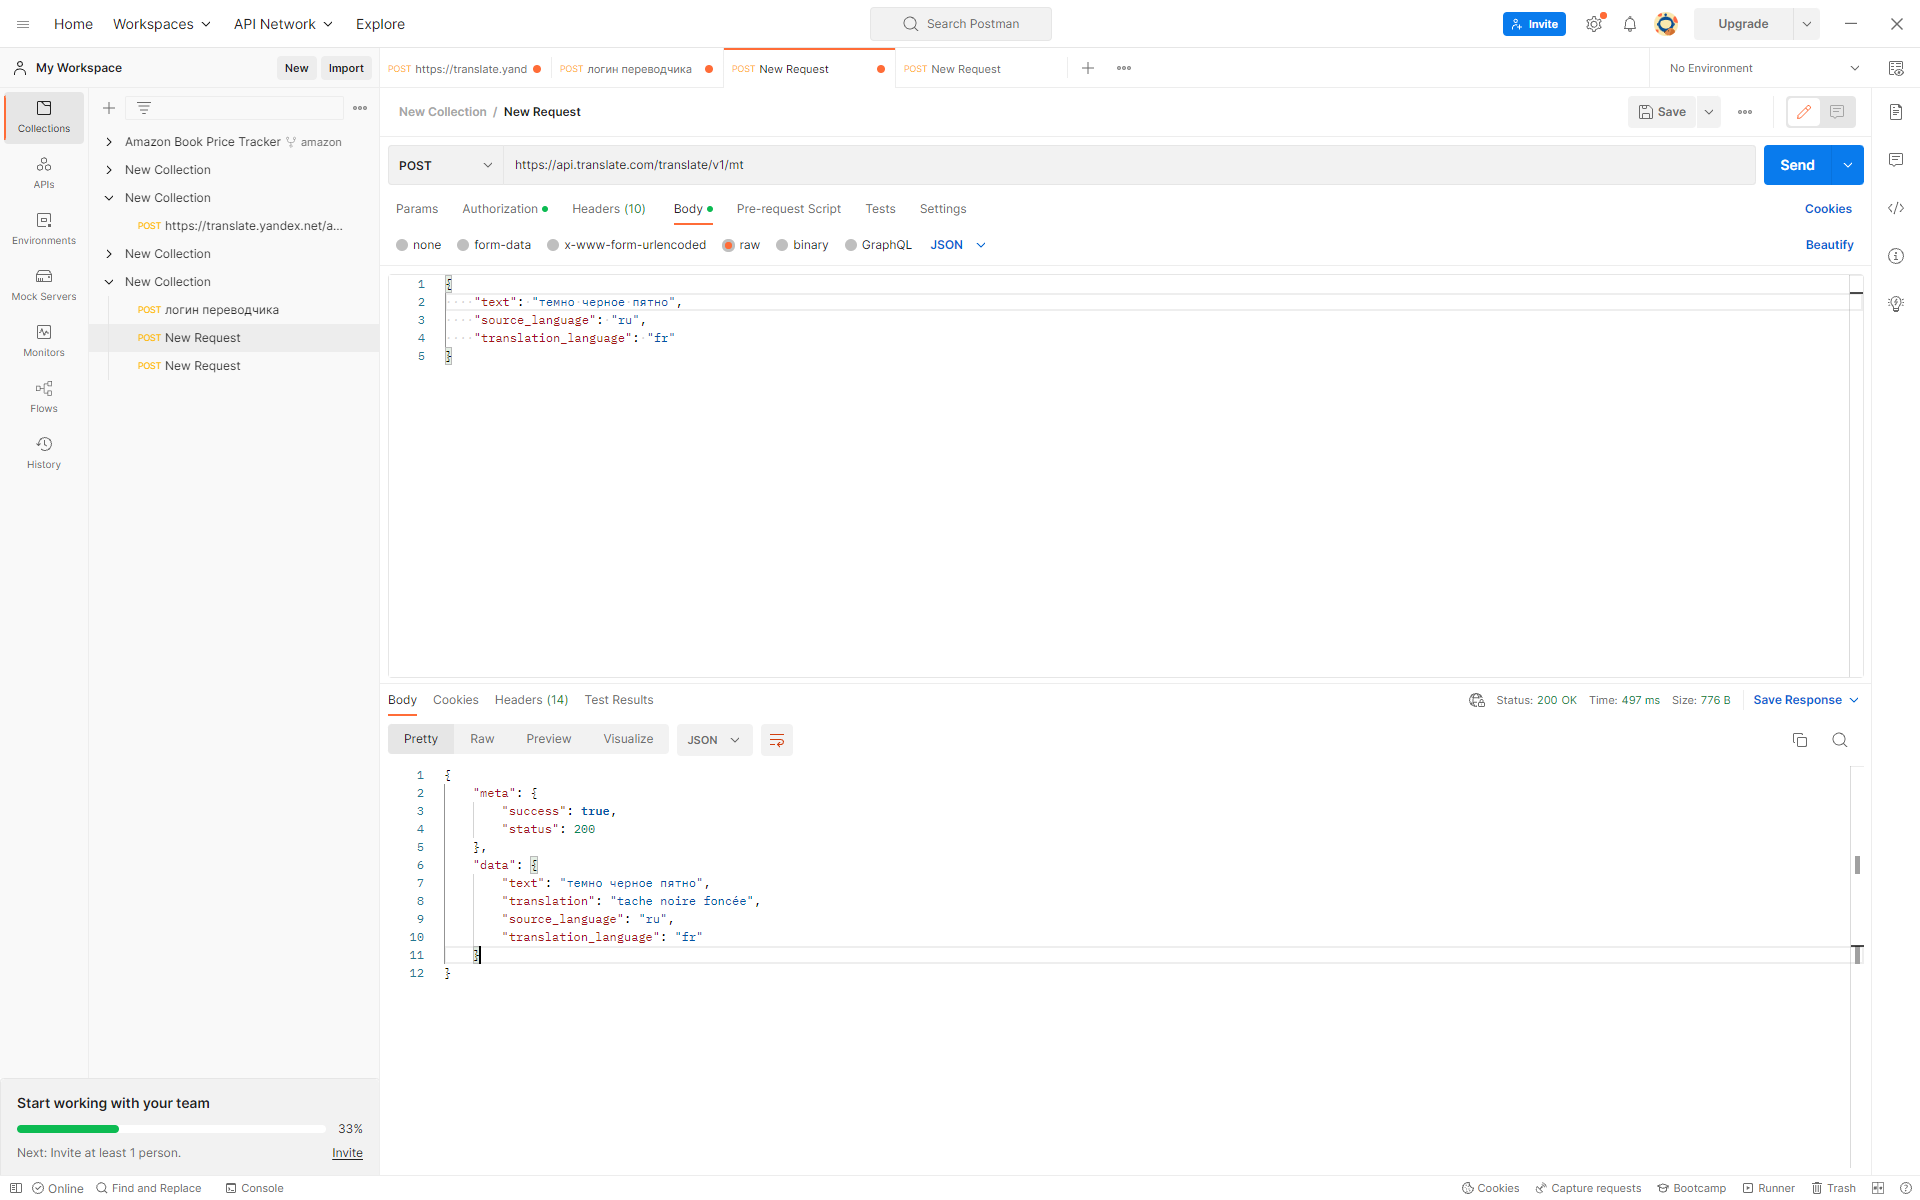 Home
Workspaces
API Network
Explore
Search Postman
Invite
Upgrade
My Workspace
New
Import
POST https://translate.yand
POST логин переводчика
POST New Request
POST New Request
No Environment
Collections
APIs
Environments
Mock Servers
Monitors
Flows
History
Amazon Book Price Tracker amazon
New Collection
New Collection
POST https://translate.yandex.net/a...
New Collection
New Collection
POST логин переводчика
POST New Request
POST New Request
New Collection / New Request
Save
POST
https://api.translate.com/translate/v1/mt
Send
Params
Authorization
Headers (10)
Body
Pre-request Script
Tests
Settings
Cookies
none
form-data
x-www-form-urlencoded
raw
binary
GraphQL
JSON
Beautify
1 {
2 "text": "темно черное пятно",
3 "source_language": "ru",
4 "translation_language": "fr"
5 }
Body
Cookies
Headers (14)
Test Results
Status: 200 OK
Time: 497 ms
Size: 776 B
Save Response
Pretty
Raw
Preview
Visualize
JSON
1 {
2 "meta": {
3 "success": true,
4 "status": 200
5 },
6 "data": {
7 "text": "темно черное пятно",
8 "translation": "tache noire foncée",
9 "source_language": "ru",
10 "translation_language": "fr"
11 }
12 }
Start working with your team
33%
Next: Invite at least 1 person.
Invite
Online
Find and Replace
Console
Cookies
Capture requests
Bootcamp
Runner
Trash